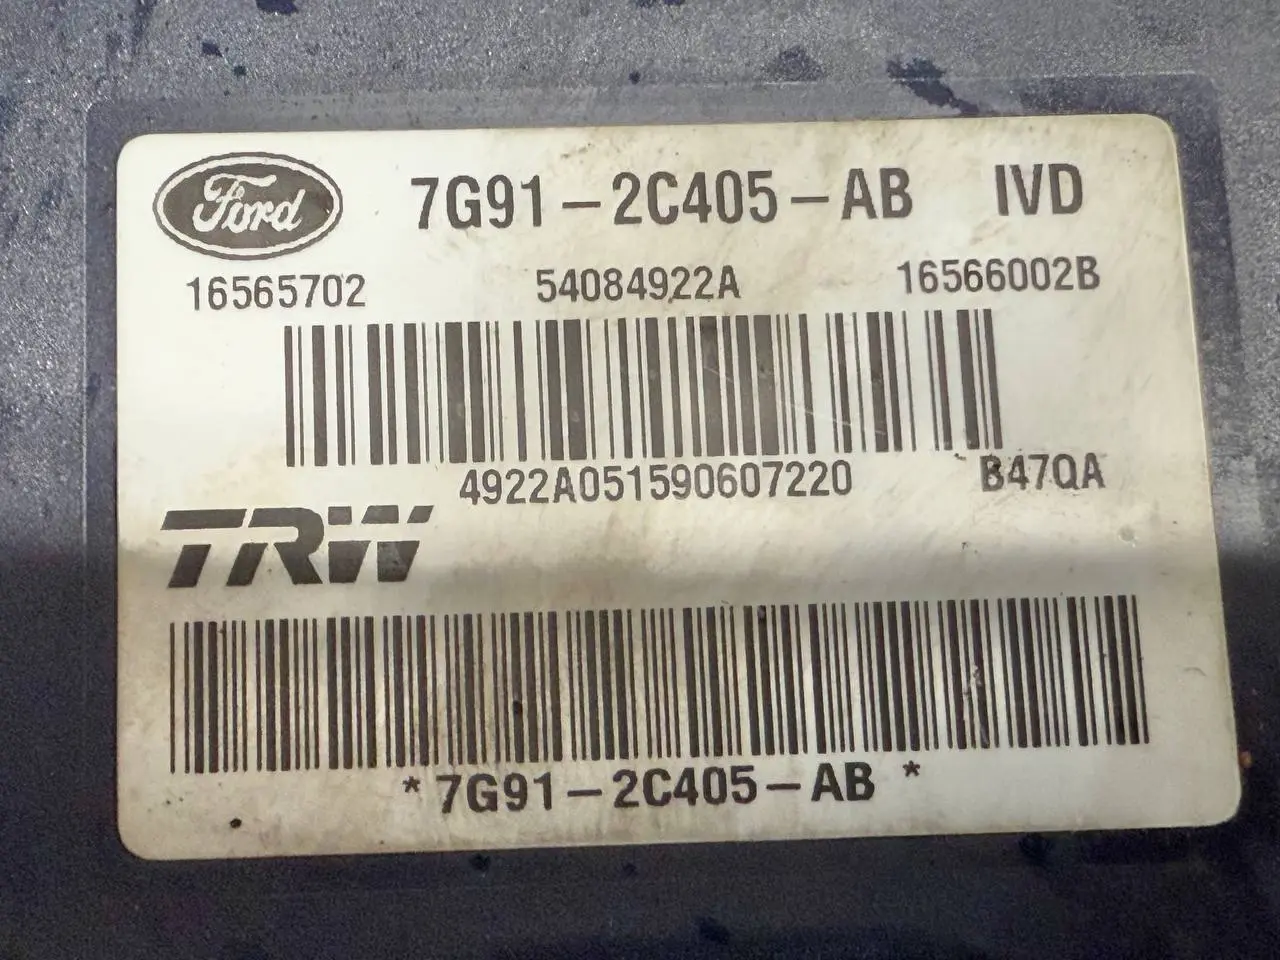 Ford 7G91-2C405-AB IVD
16565702 54084922A 16566002B
4922A051590607220 B47QA
TRW
*7G91-2C405-AB*